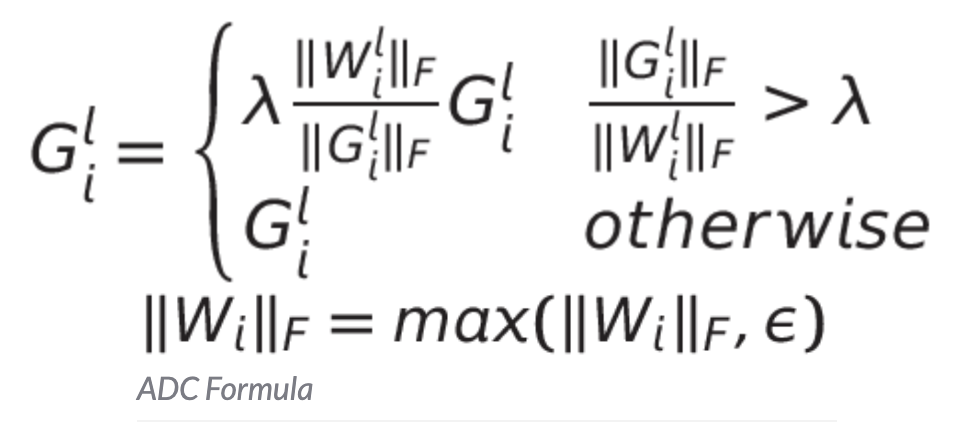 G_i^l = { λ ‖W_i^l‖_F / ‖G_i^l‖_F G_i^l    ‖G_i^l‖_F / ‖W_i^l‖_F > λ
G_i^l    otherwise
‖W_i‖_F = max(‖W_i‖_F, ϵ)
ADC Formula